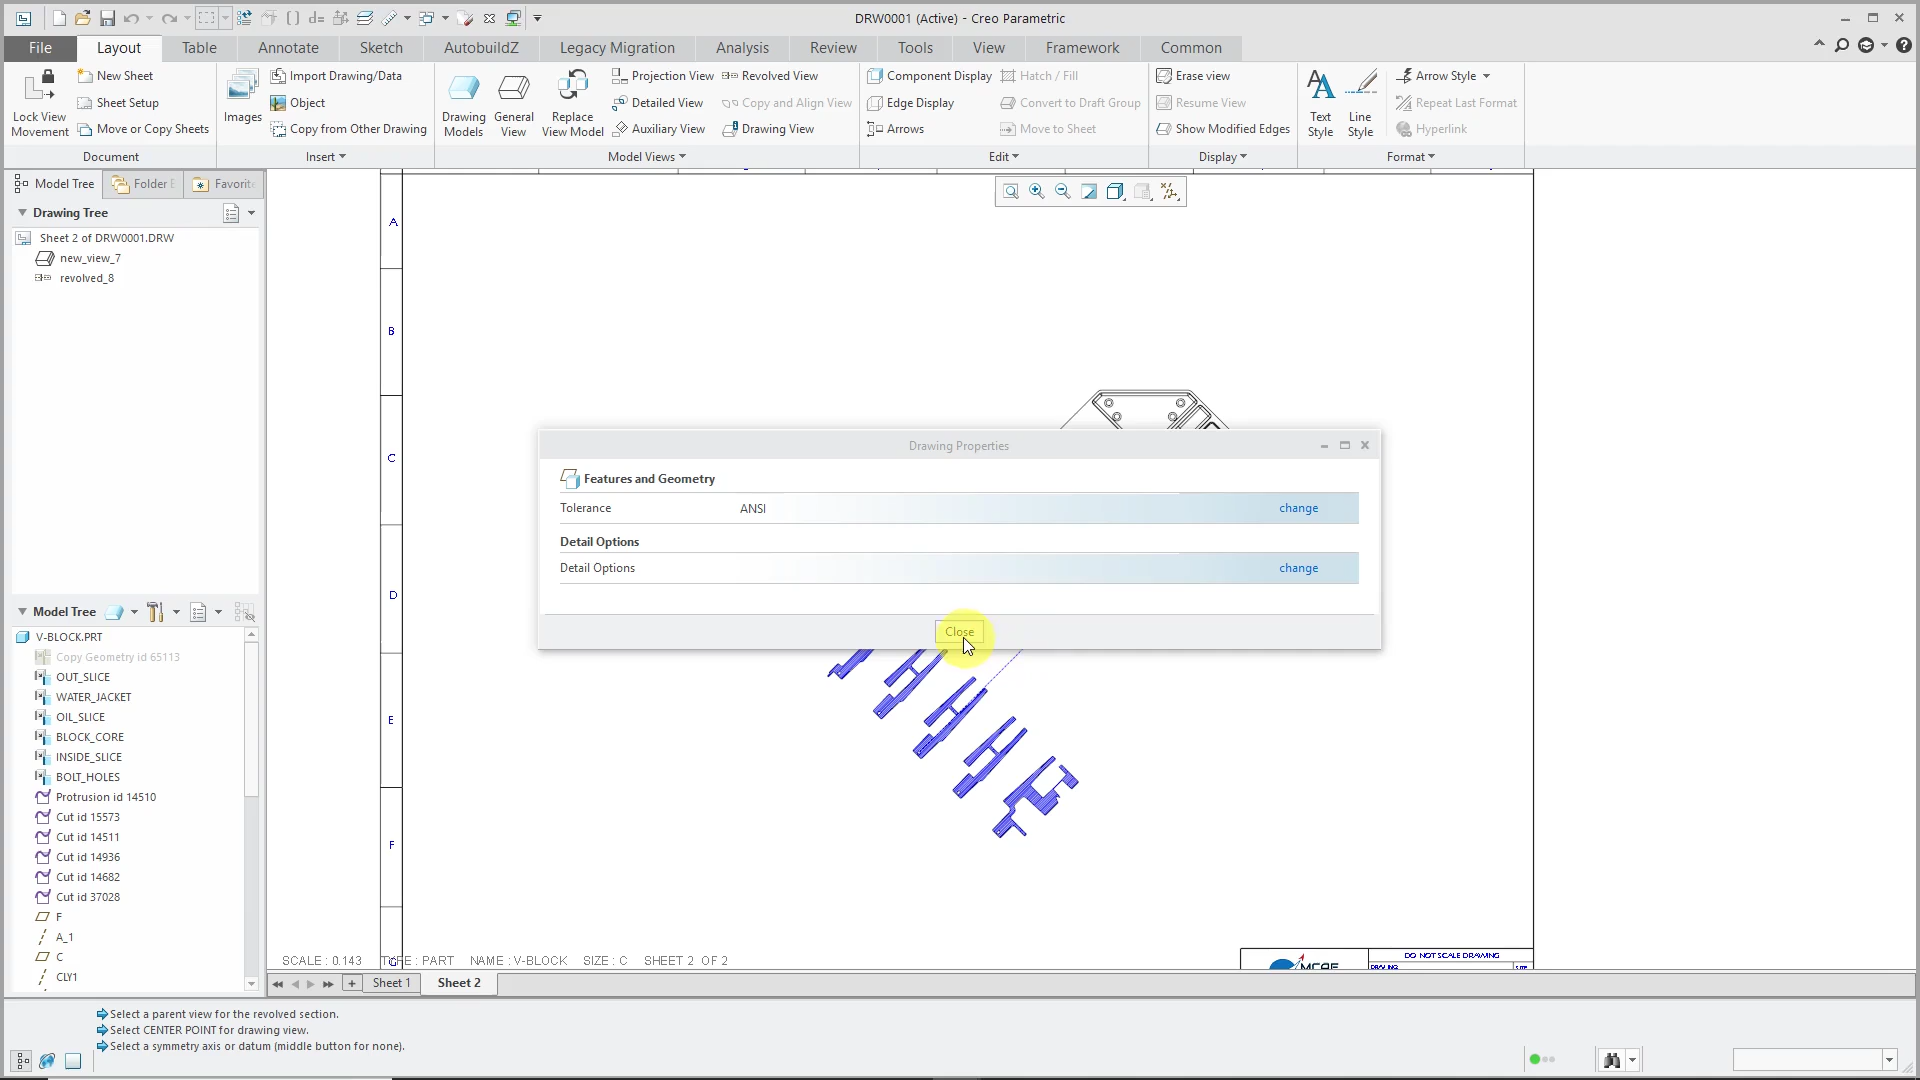 DRW0001 (Active) - Creo Parametric
File Layout Table Annotate Sketch AutobuildZ Legacy Migration Analysis Review Tools View Framework Common
Lock View Movement
New Sheet
Sheet Setup
Move or Copy Sheets
Document
Images
Import Drawing/Data
Object
Copy from Other Drawing
Insert
Drawing Models
General View
Replace View Model
Projection View
Detailed View
Auxiliary View
Revolved View
Copy and Align View
Drawing View
Model Views
Component Display
Edge Display
Arrows
Hatch / Fill
Convert to Draft Group
Move to Sheet
Edit
Erase view
Resume View
Show Modified Edges
Display
Text Style
Line Style
Arrow Style
Repeat Last Format
Hyperlink
Format
Model Tree
Folder
Favorit
Drawing Tree
Sheet 2 of DRW0001.DRW
new_view_7
revolved_8
Model Tree
V-BLOCK.PRT
Copy Geometry id 65113
OUT_SLICE
WATER_JACKET
OIL_SLICE
BLOCK_CORE
INSIDE_SLICE
BOLT_HOLES
Protrusion id 14510
Cut id 15573
Cut id 14511
Cut id 14936
Cut id 14682
Cut id 37028
F
A_1
C
CLY1
A
B
C
D
E
F
G
Drawing Properties
Features and Geometry
Tolerance ANSI change
Detail Options
Detail Options change
Close
MCAE
DO NOT SCALE DRAWING
SCALE : 0.143 TYPE : PART NAME : V-BLOCK SIZE : C SHEET 2 OF 2
Sheet 1
Sheet 2
Select a parent view for the revolved section.
Select CENTER POINT for drawing view.
Select a symmetry axis or datum (middle button for none).